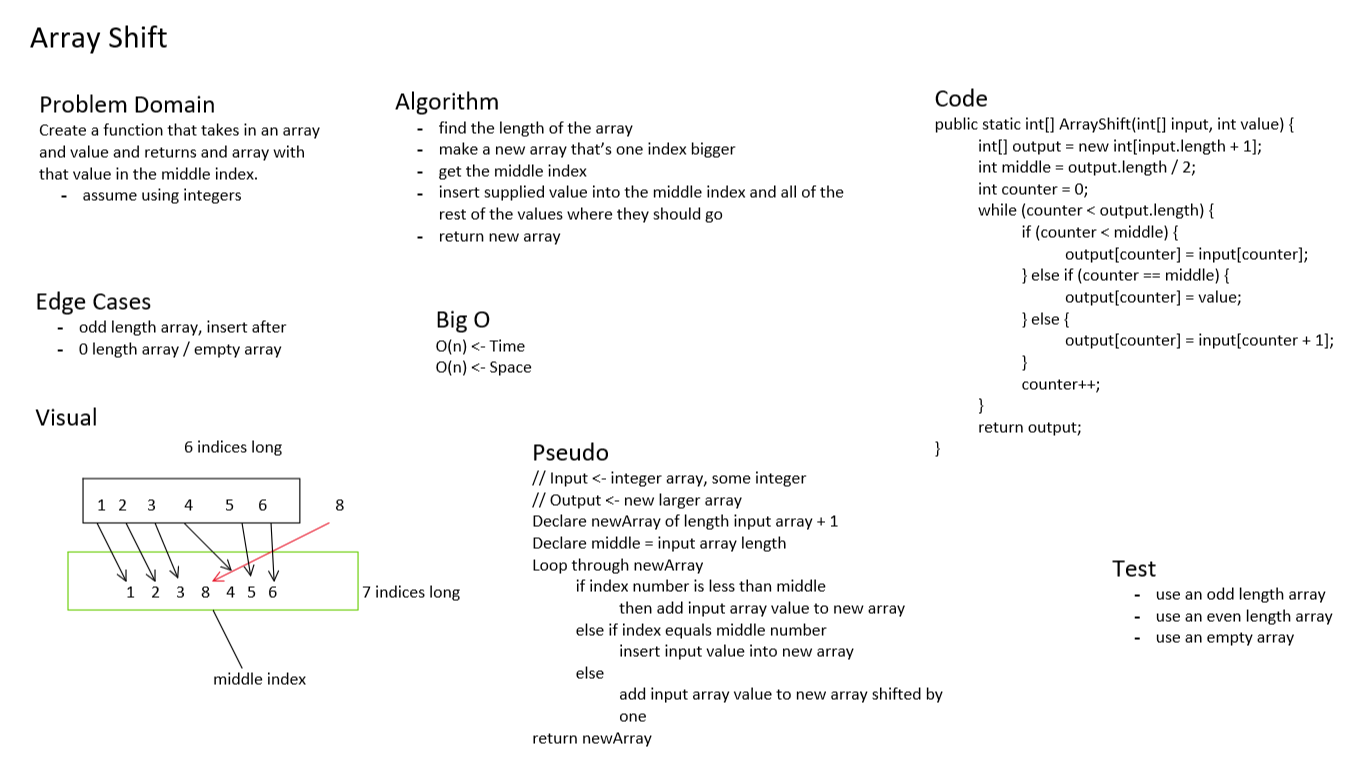 Array Shift
Problem Domain
Create a function that takes in an array
and value and returns and array with
that value in the middle index.
- assume using integers
Edge Cases
- odd length array, insert after
- 0 length array / empty array
Visual
6 indices long
1 2 3 4 5 6 8
1 2 3 8 4 5 6 7 indices long
middle index
Algorithm
- find the length of the array
- make a new array that's one index bigger
- get the middle index
- insert supplied value into the middle index and all of the
rest of the values where they should go
- return new array
Big O
O(n) <- Time
O(n) <- Space
Pseudo
// Input <- integer array, some integer
// Output <- new larger array
Declare newArray of length input array + 1
Declare middle = input array length
Loop through newArray
if index number is less than middle
then add input array value to new array
else if index equals middle number
insert input value into new array
else
add input array value to new array shifted by
one
return newArray
Code
public static int[] ArrayShift(int[] input, int value) {
int[] output = new int[input.length + 1];
int middle = output.length / 2;
int counter = 0;
while (counter < output.length) {
if (counter < middle) {
output[counter] = input[counter];
} else if (counter == middle) {
output[counter] = value;
} else {
output[counter] = input[counter + 1];
}
counter++;
}
return output;
}
Test
- use an odd length array
- use an even length array
- use an empty array